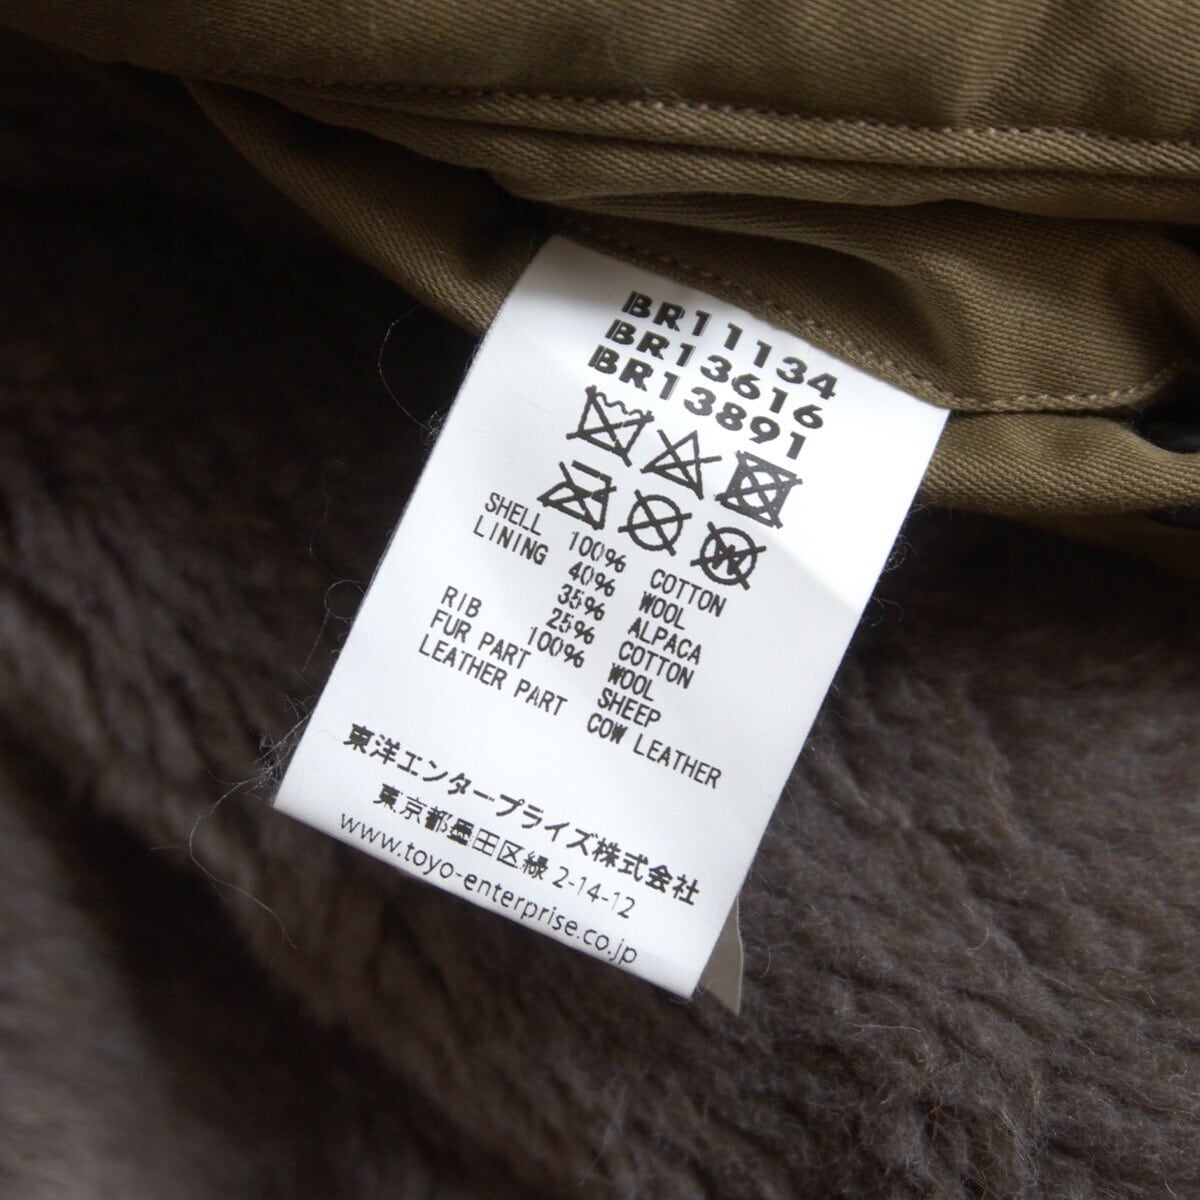 BR11134
BR13616
BR13891
W
SHELL 100% COTTON
LINING 40% WOOL
35% ALPACA
25% COTTON
RIB 100% WOOL
FUR PART SHEEP
LEATHER PART COW LEATHER
東洋エンタープライズ株式会社
東京都墨田区緑 2-14-12
www.toyo-enterprise.co.jp